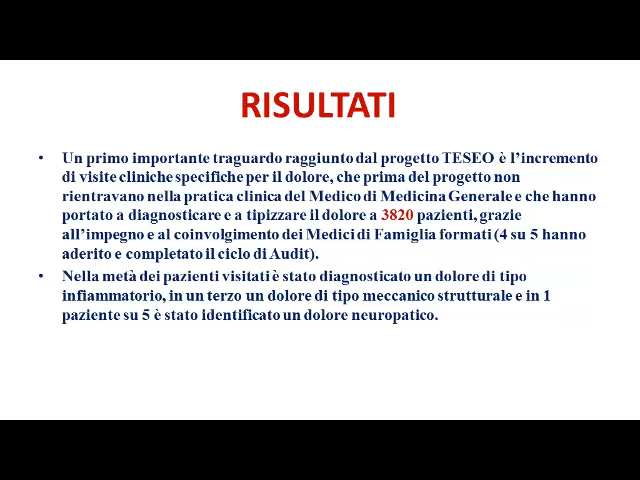 RISULTATI
• Un primo importante traguardo raggiunto dal progetto TESEO è l’incremento
di visite cliniche specifiche per il dolore, che prima del progetto non
rientravano nella pratica clinica del Medico di Medicina Generale e che hanno
portato a diagnosticare e a tipizzare il dolore a 3820 pazienti, grazie
all’impegno e al coinvolgimento dei Medici di Famiglia formati (4 su 5 hanno
aderito e completato il ciclo di Audit).
• Nella metà dei pazienti visitati è stato diagnosticato un dolore di tipo
infiammatorio, in un terzo un dolore di tipo meccanico strutturale e in 1
paziente su 5 è stato identificato un dolore neuropatico.